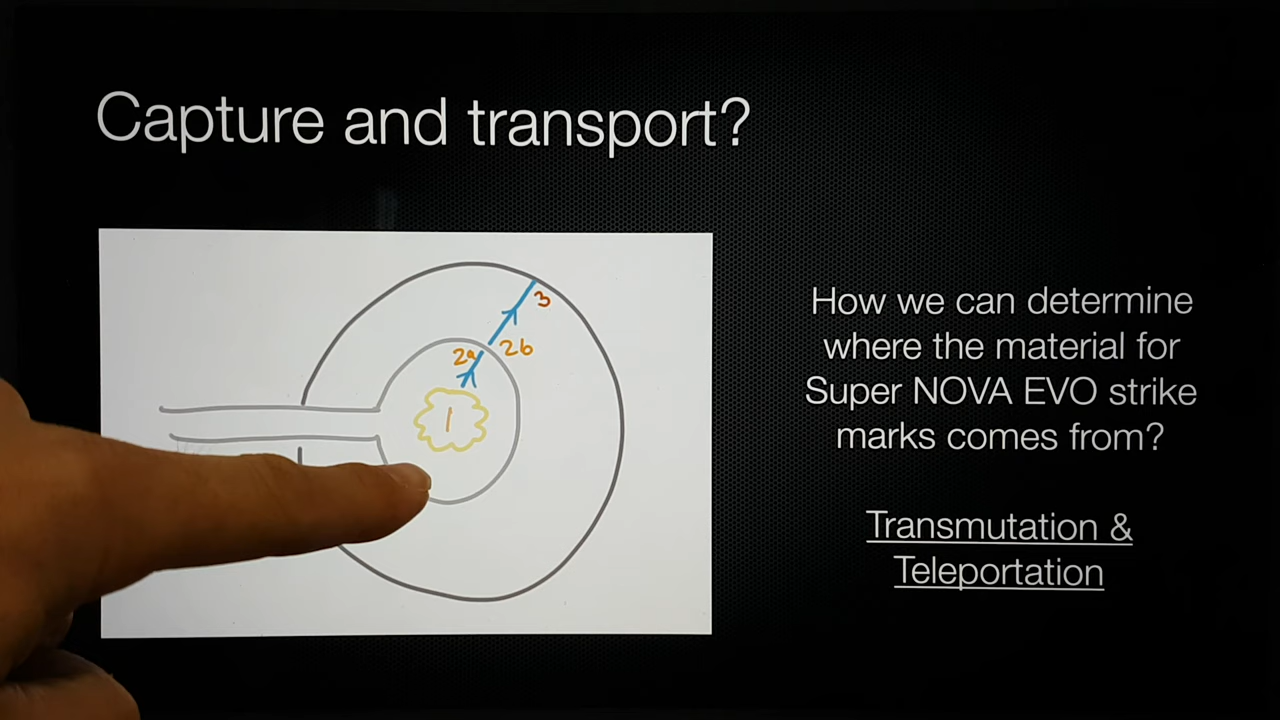 Capture and transport?
3
2a
2b
1
How we can determine
where the material for
Super NOVA EVO strike
marks comes from?
Transmutation &
Teleportation